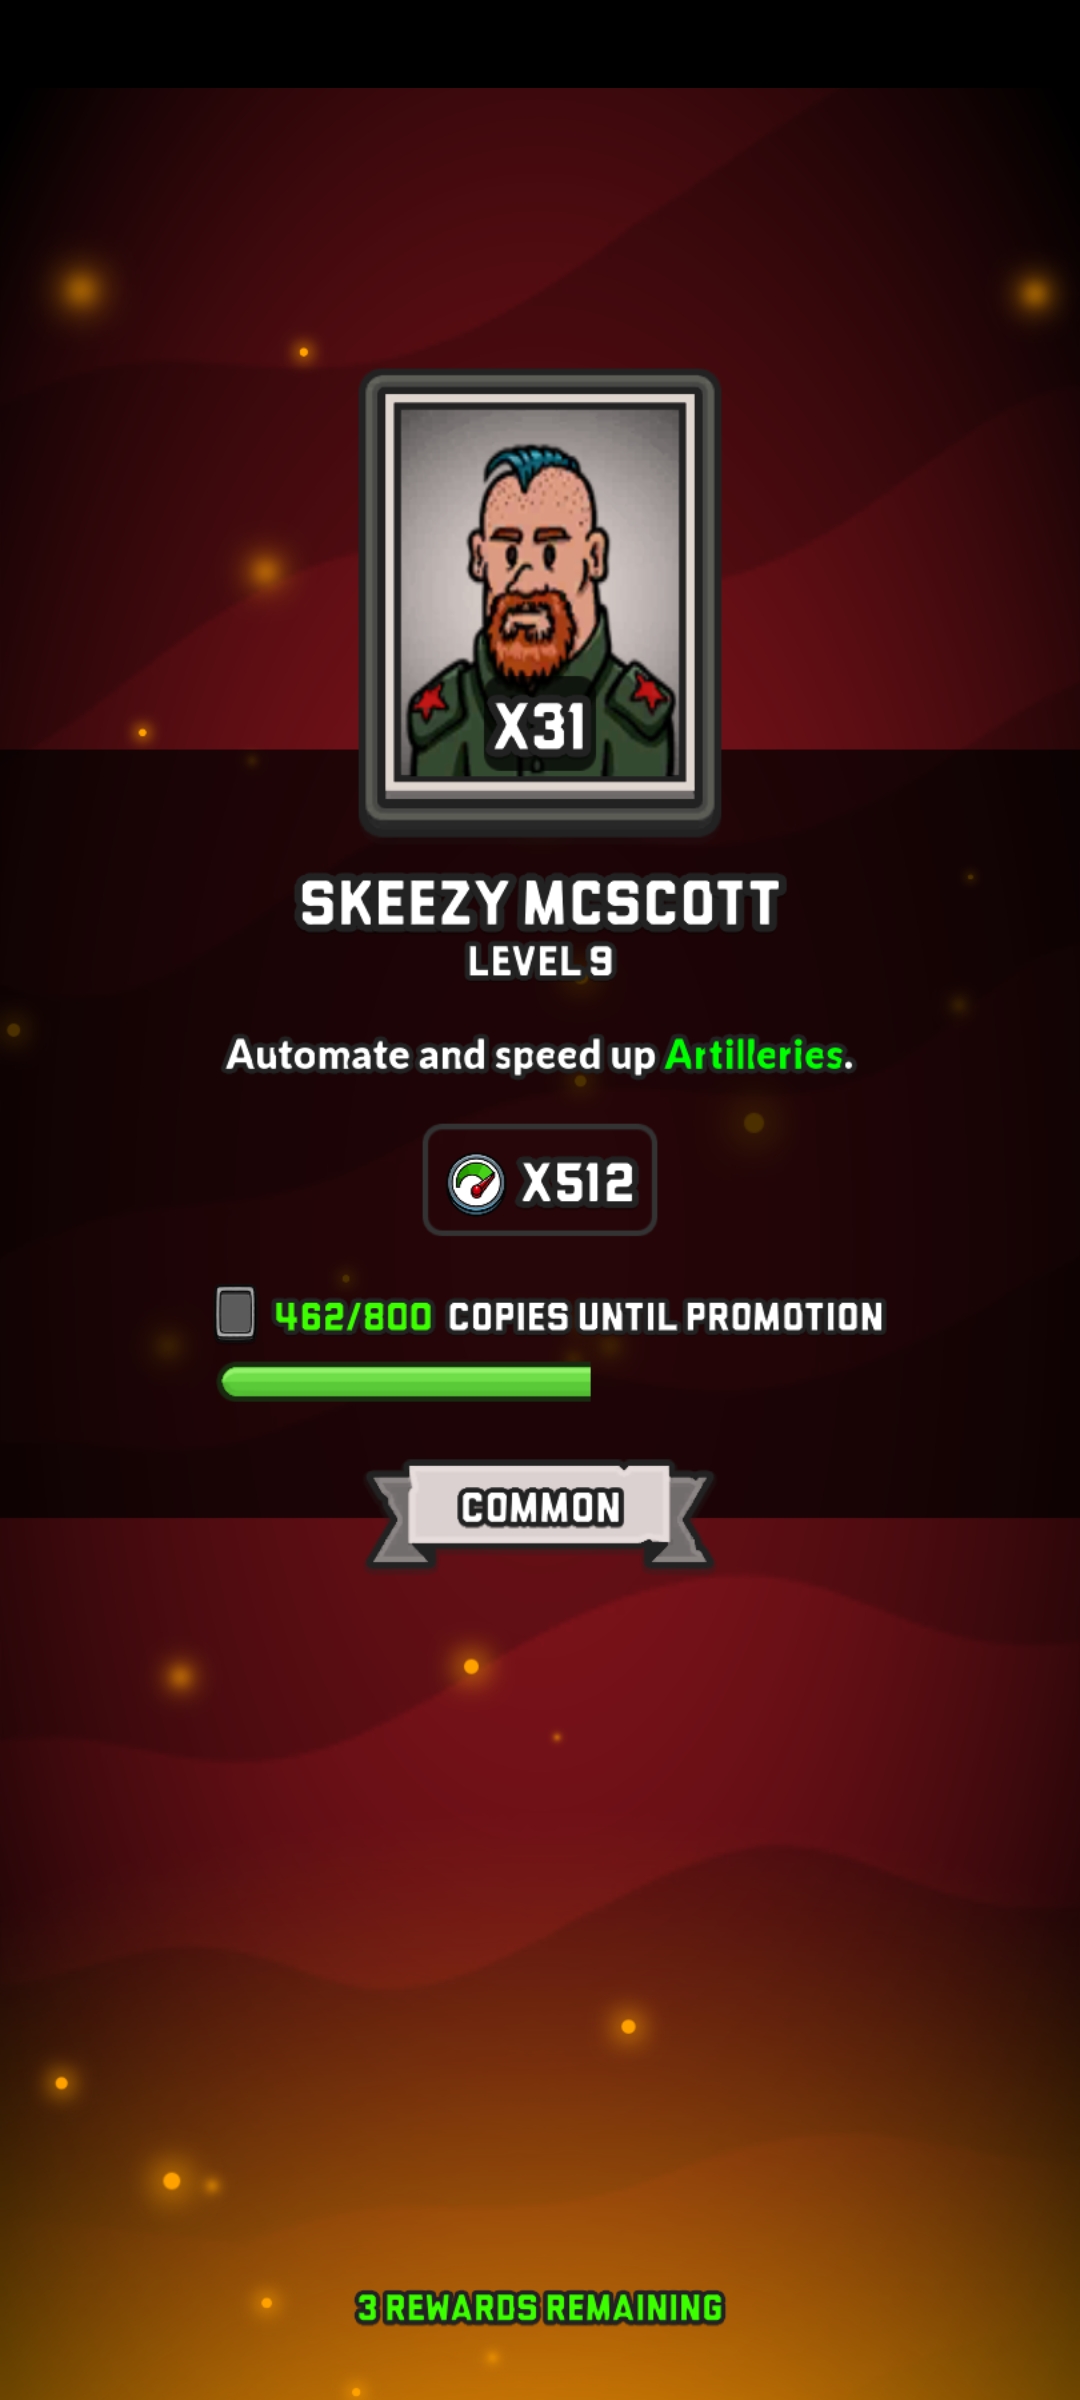 X31
SKEEZY MCSCOTT
LEVEL 9
Automate and speed up Artilleries.
X512
462/800 COPIES UNTIL PROMOTION
COMMON
3 REWARDS REMAINING